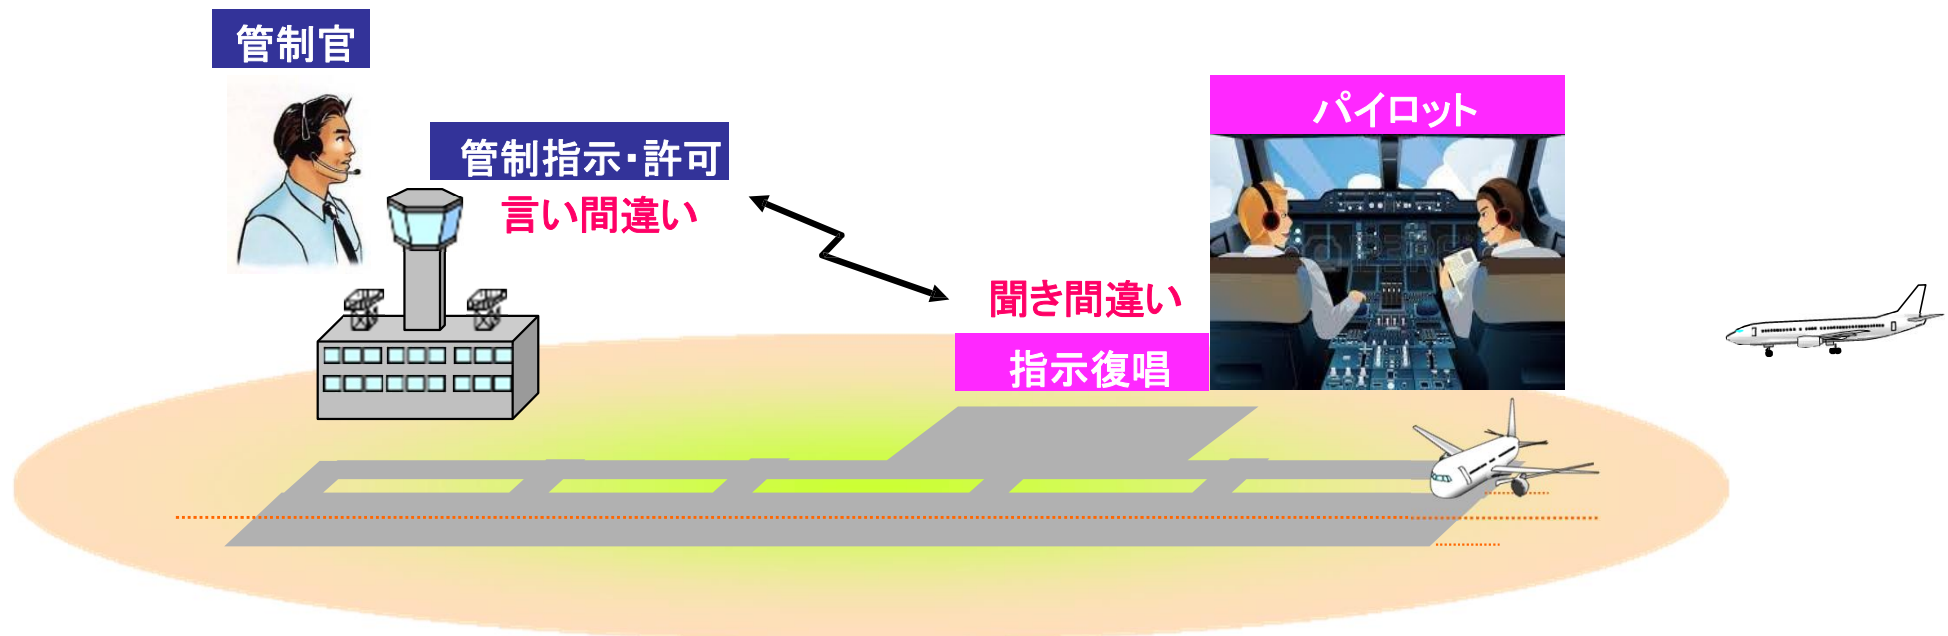 管制官
パイロット
管制指示・許可
言い間違い
聞き間違い
指示復唱